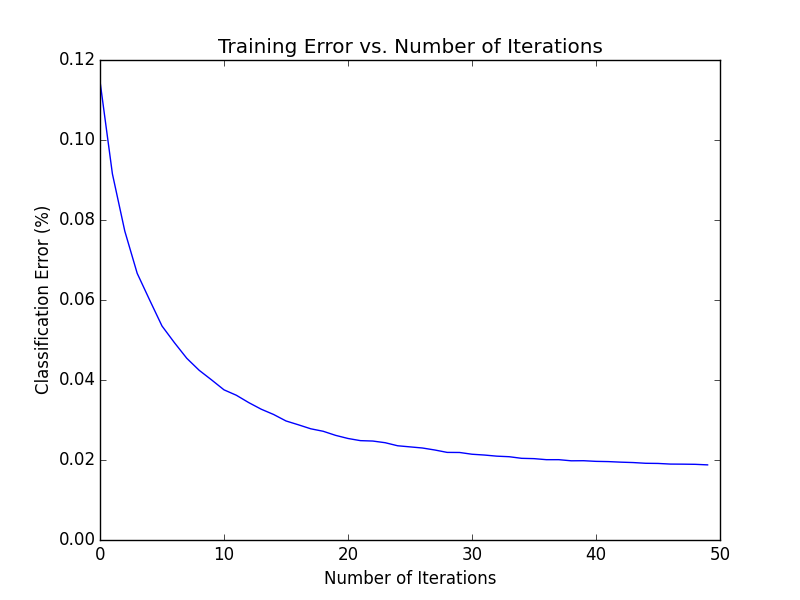 Training Error vs. Number of Iterations
0.12
0.10
0.08
0.06
0.04
0.02
0.00
Classification Error (%)
0 10 20 30 40 50
Number of Iterations